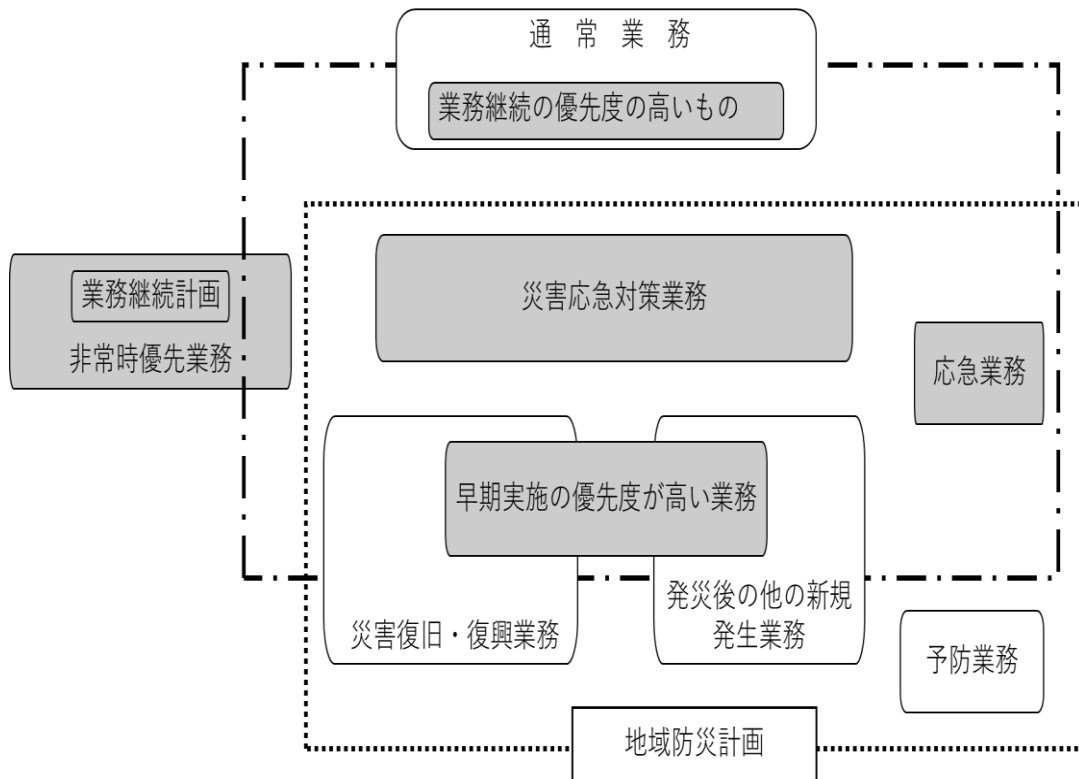 通 常 業 務
業務継続の優先度の高いもの
災害応急対策業務
業務継続計画
非常時優先業務
応急業務
早期実施の優先度が高い業務
災害復旧・復興業務
発災後の他の新規
発生業務
予防業務
地域防災計画